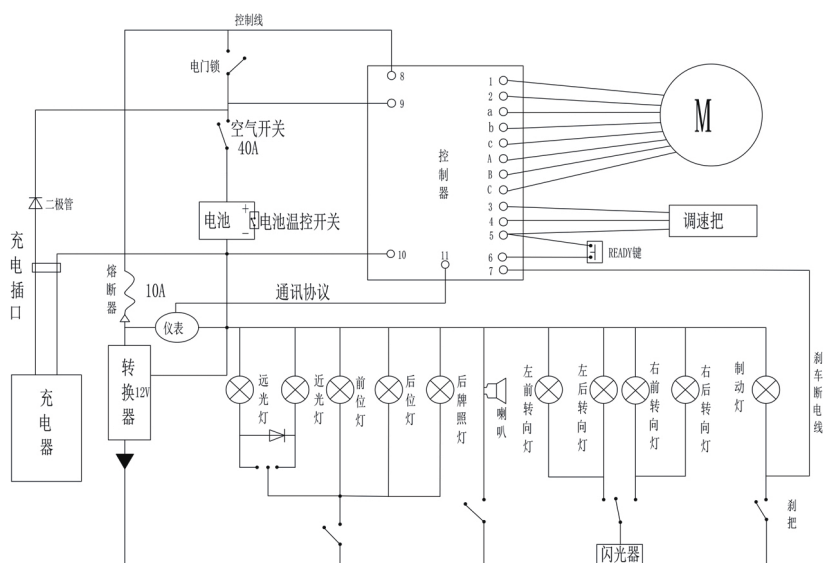 控制线
电门锁
8
9
10
11
1
2
a
b
c
A
B
C
3
4
5
6
7
控制器
M
空气开关
40A
二极管
电池
+
−
电池温控开关
调速把
READY键
充电插口
熔断器
10A
通讯协议
仪表
转换器
12V
充电器
远光灯
近光灯
前位灯
后位灯
后牌照灯
喇叭
左前转向灯
左后转向灯
右前转向灯
右后转向灯
制动灯
刹车断电线
刹把
闪光器